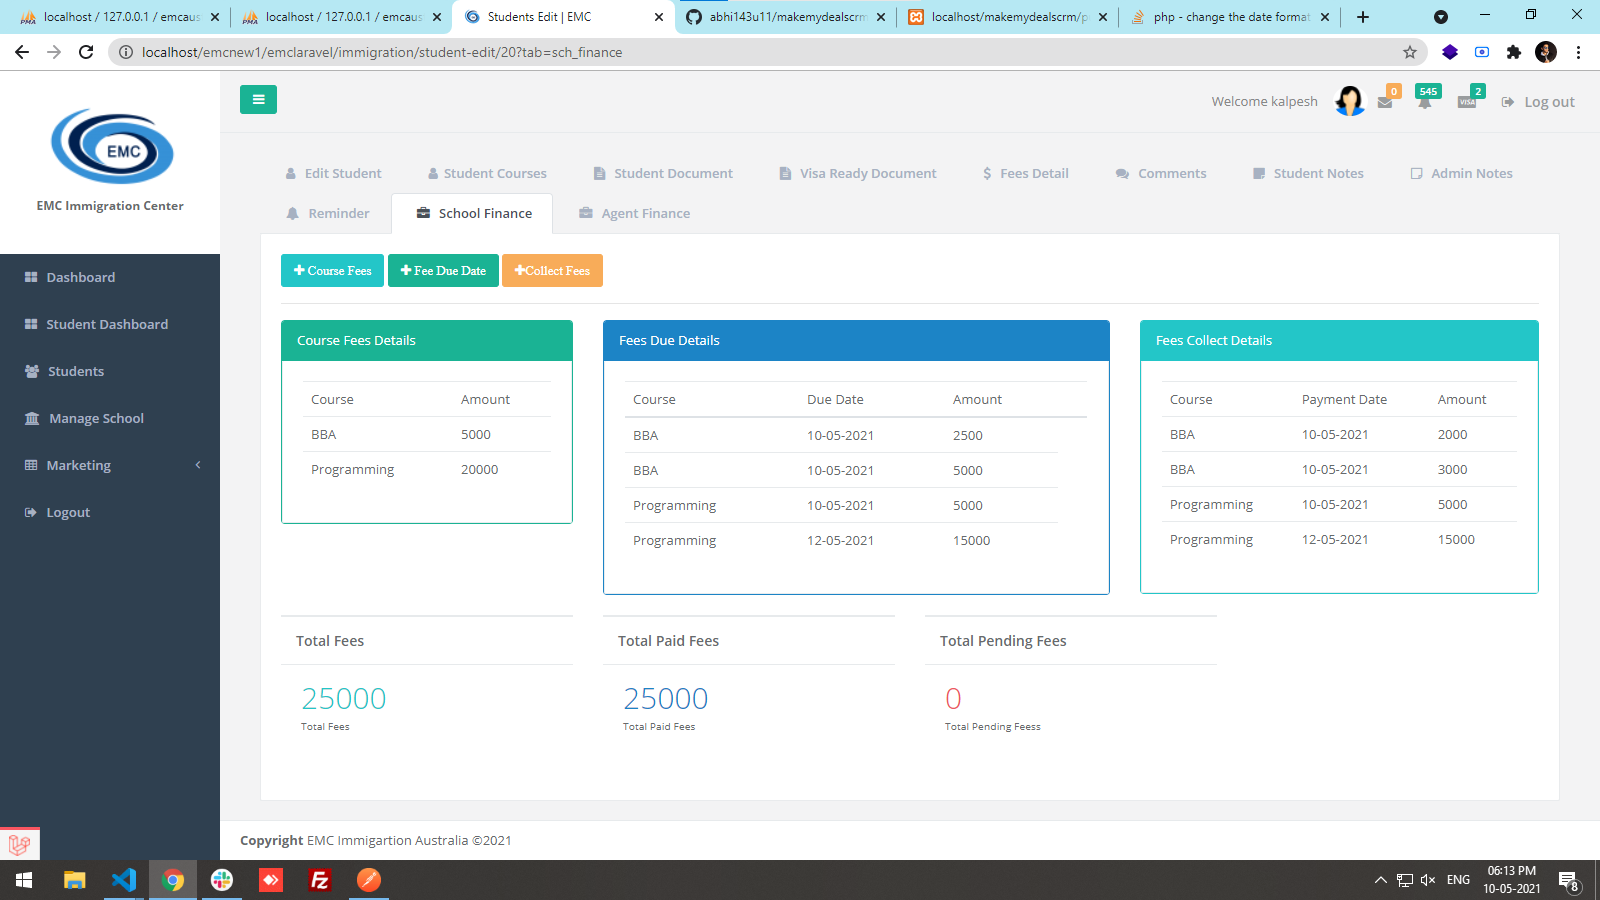 localhost / 127.0.0.1 / emcaus
localhost / 127.0.0.1 / emcaus
Students Edit | EMC
abhi143u11/makemydealscrm
localhost/makemydealscrm/p
php - change the date format
localhost/emcnew1/emclaravel/immigration/student-edit/20?tab=sch_finance
EMC
EMC Immigration Center
Welcome kalpesh
0
545
2
VISA
Log out
Dashboard
Student Dashboard
Students
Manage School
Marketing
Logout
Edit Student
Student Courses
Student Document
Visa Ready Document
Fees Detail
Comments
Student Notes
Admin Notes
Reminder
School Finance
Agent Finance
Course Fees
Fee Due Date
Collect Fees
Course Fees Details
Course Amount
BBA 5000
Programming 20000
Fees Due Details
Course Due Date Amount
BBA 10-05-2021 2500
BBA 10-05-2021 5000
Programming 10-05-2021 5000
Programming 12-05-2021 15000
Fees Collect Details
Course Payment Date Amount
BBA 10-05-2021 2000
BBA 10-05-2021 3000
Programming 10-05-2021 5000
Programming 12-05-2021 15000
Total Fees
25000
Total Fees
Total Paid Fees
25000
Total Paid Fees
Total Pending Fees
0
Total Pending Feess
Copyright EMC Immigartion Australia ©2021
ENG
06:13 PM
10-05-2021
8